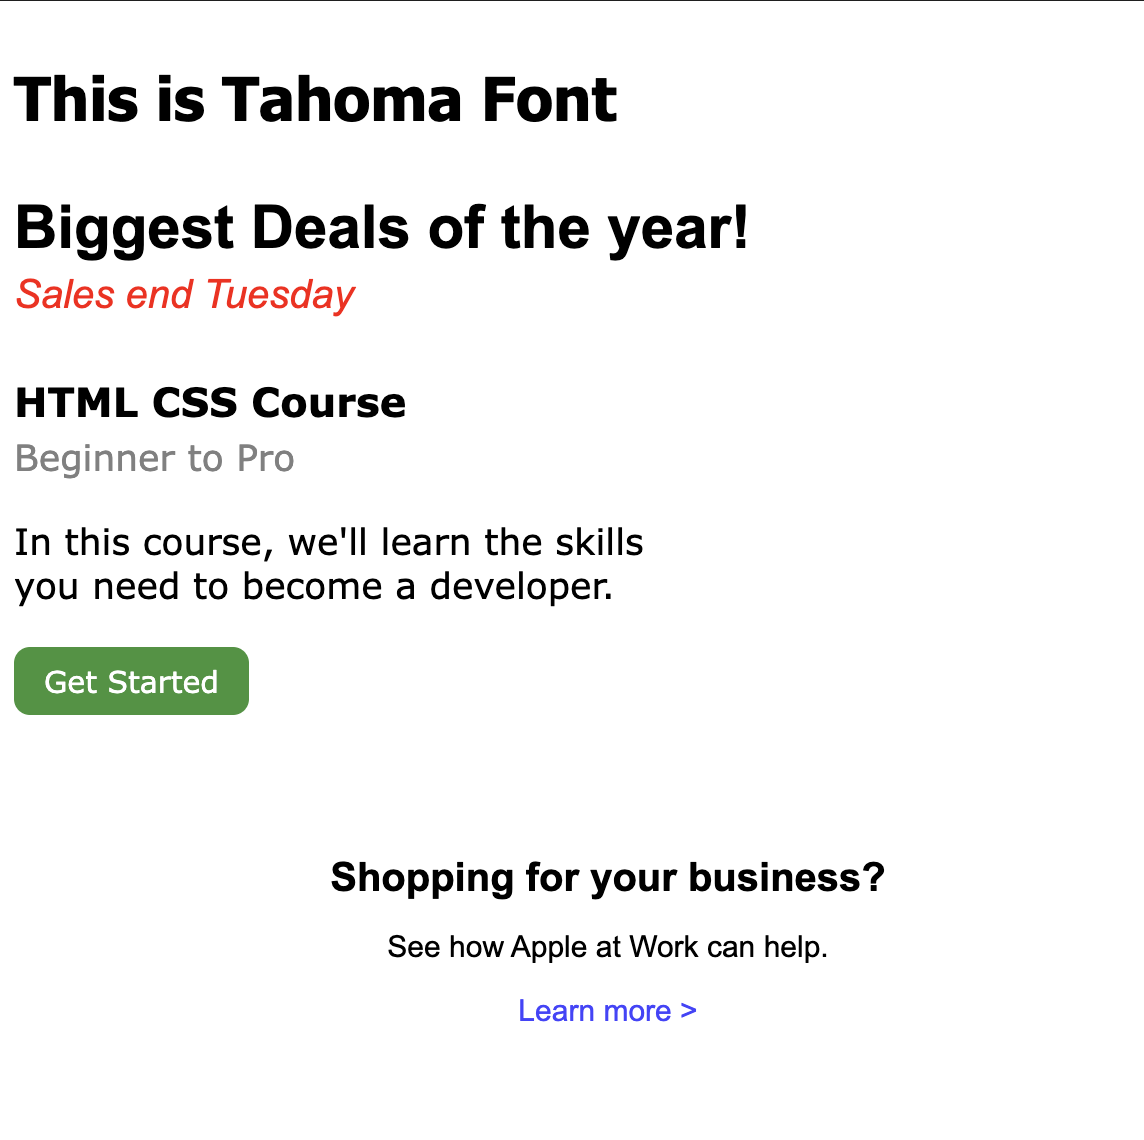 This is Tahoma Font
Biggest Deals of the year!
Sales end Tuesday
HTML CSS Course
Beginner to Pro
In this course, we'll learn the skills
you need to become a developer.
Get Started
Shopping for your business?
See how Apple at Work can help.
Learn more >